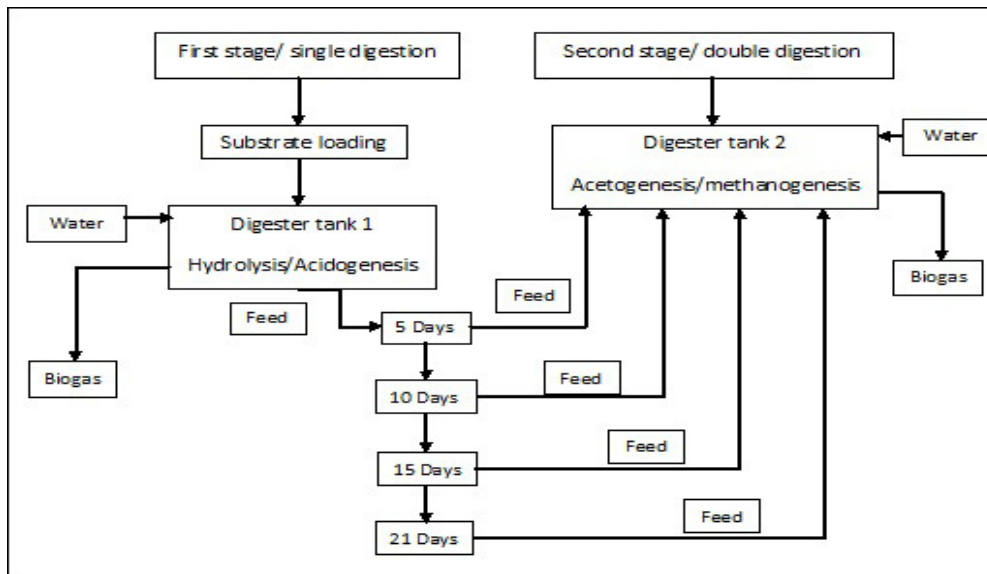 First stage/ single digestion
Second stage/ double digestion
Substrate loading
Digester tank 2
Acetogenesis/methanogenesis
Water
Water
Digester tank 1
Hydrolysis/Acidogenesis
Biogas
Feed
Feed
5 Days
Biogas
10 Days
Feed
15 Days
Feed
21 Days
Feed